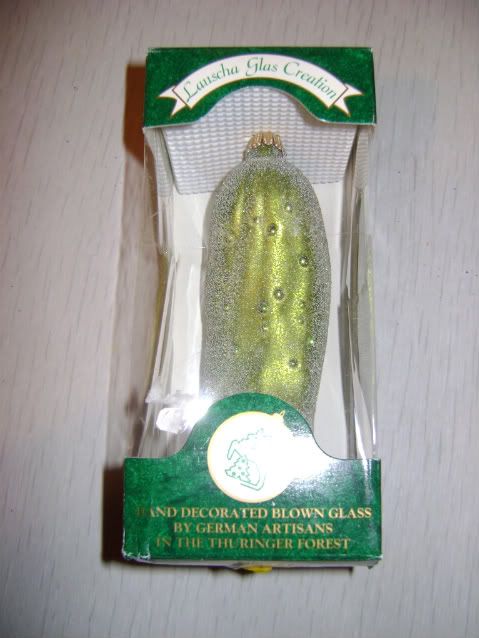 Lauscha Glas Creation
HAND DECORATED BLOWN GLASS
BY GERMAN ARTISANS
IN THE THURINGER FOREST